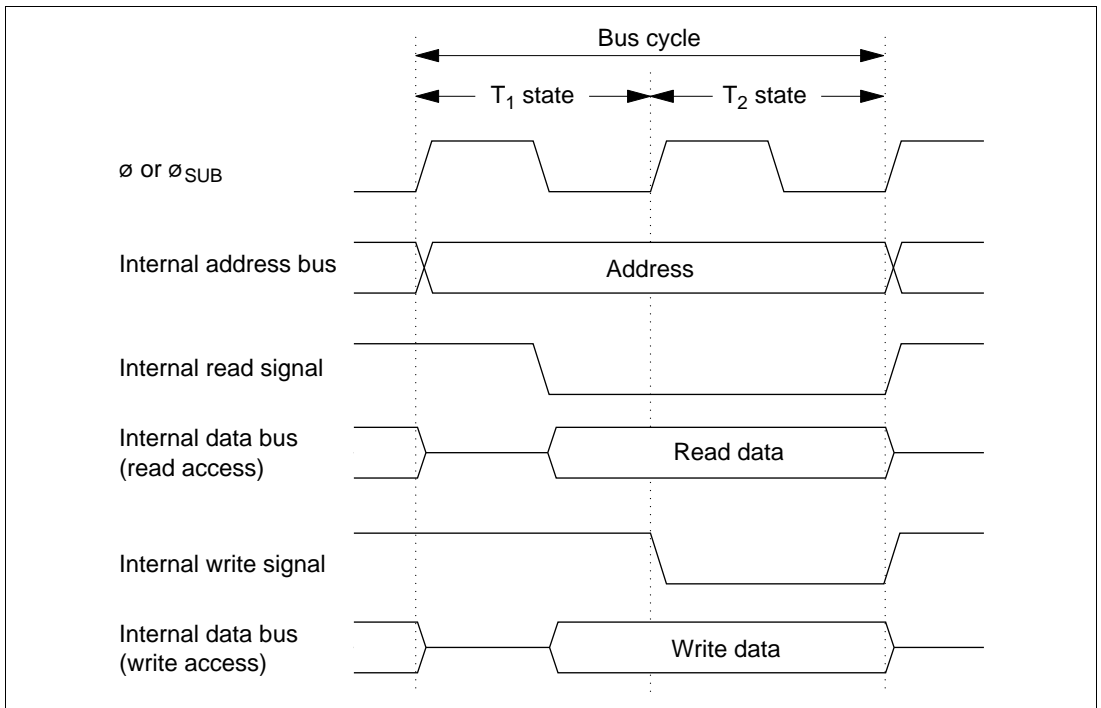 Bus cycle
T₁ state
T₂ state
ø or ø SUB
Internal address bus
Address
Internal read signal
Internal data bus
(read access)
Read data
Internal write signal
Internal data bus
(write access)
Write data